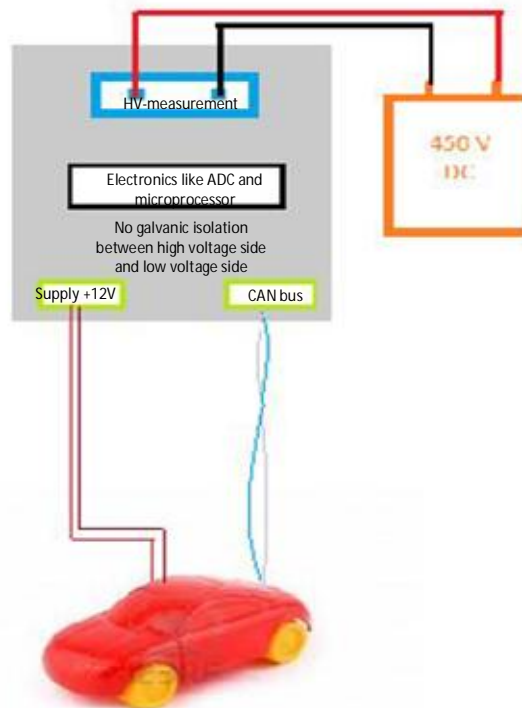 HV-measurement
450 V
DC
Electronics like ADC and
microprocessor
No galvanic isolation
between high voltage side
and low voltage side
Supply +12V
CAN bus